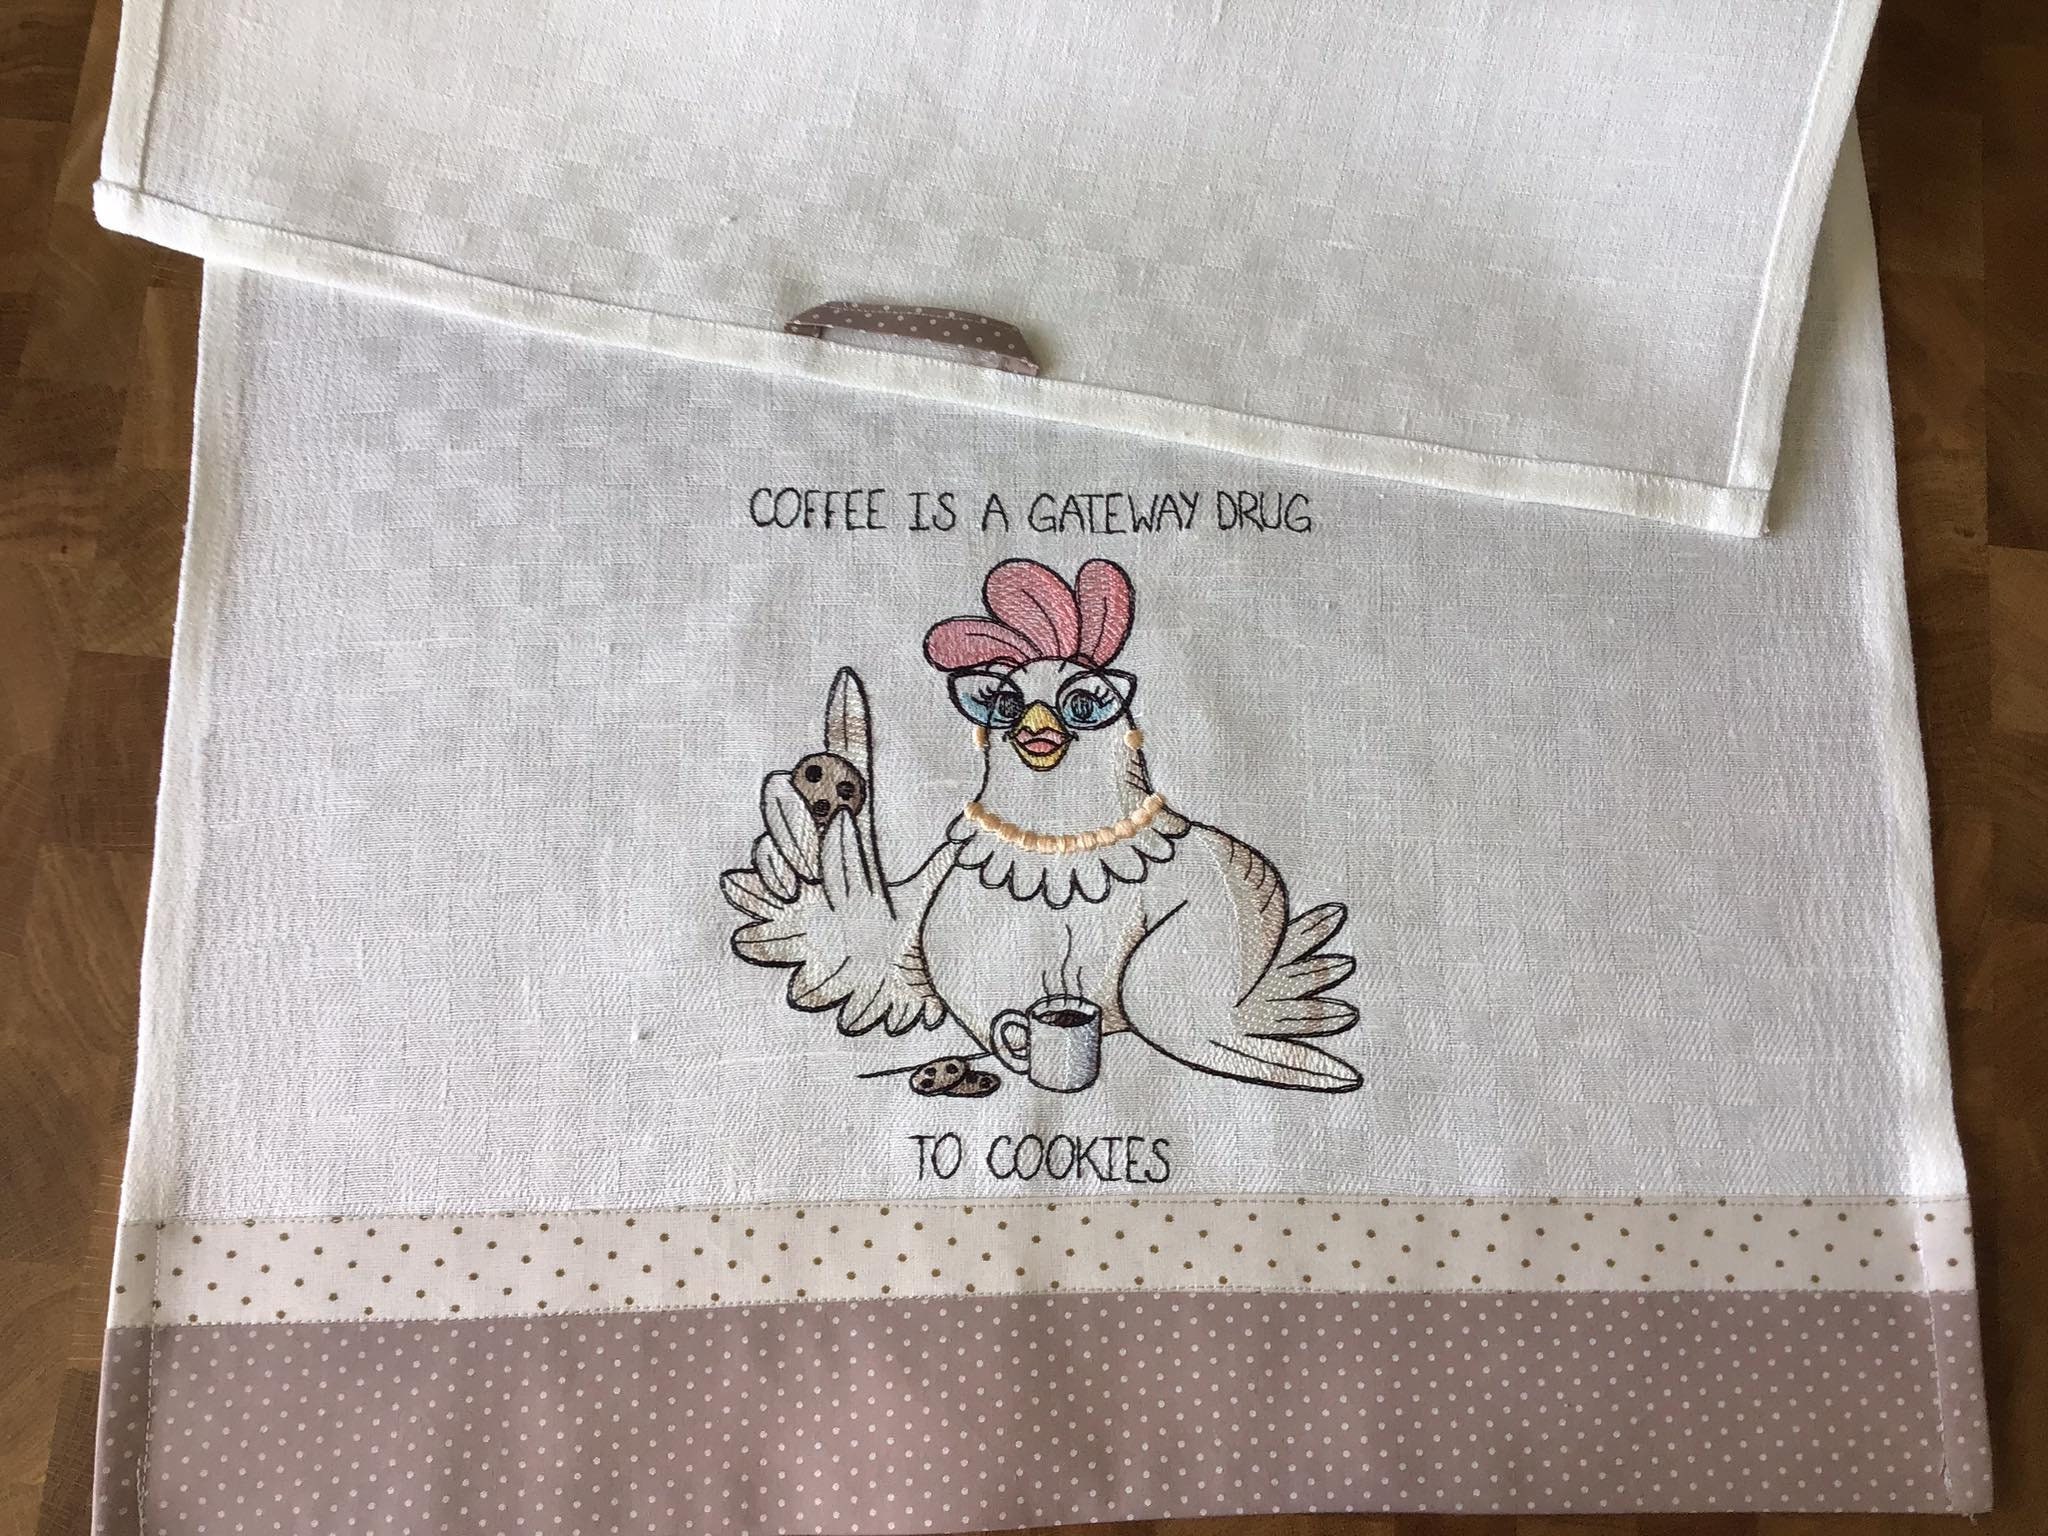 COFFEE IS A GATEWAY DRUG
TO COOKIES